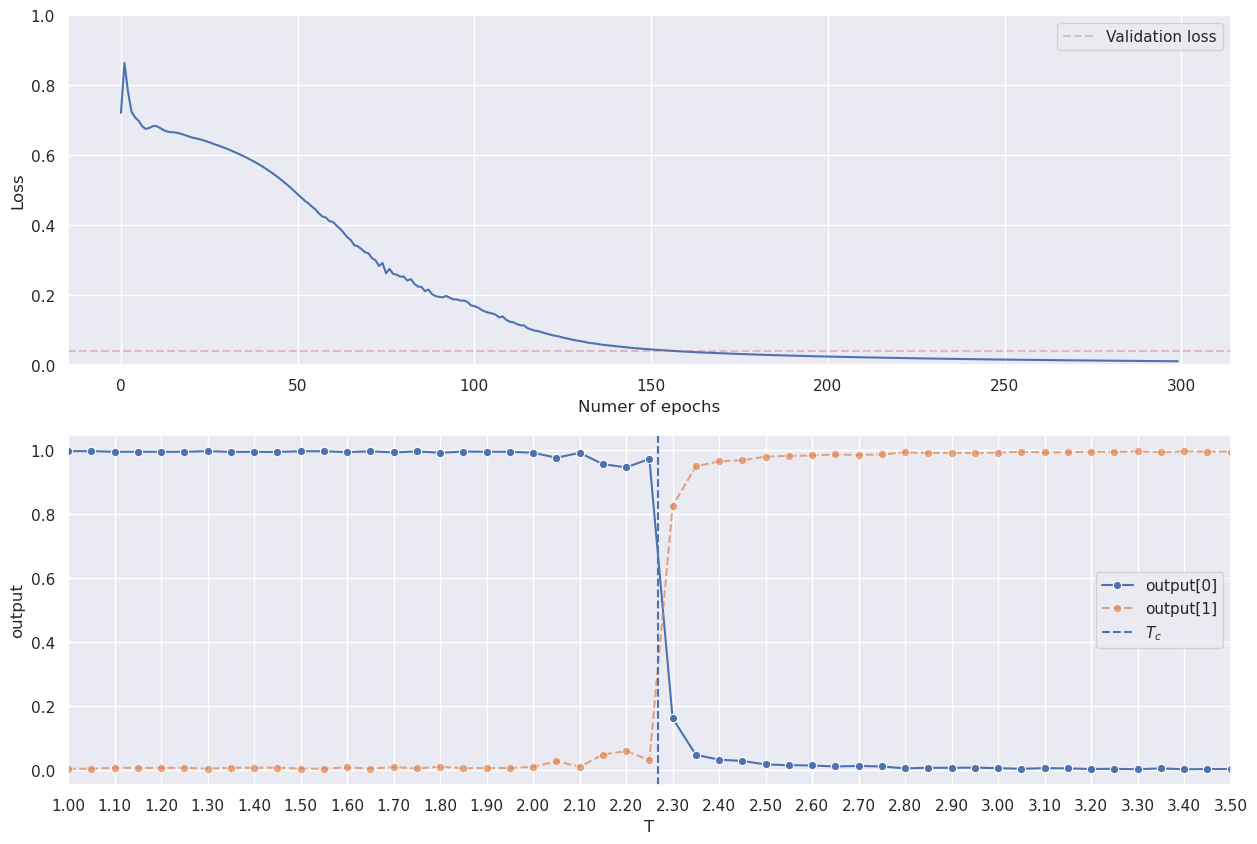 1.0
Validation loss
0.8
0.6
Loss
0.4
0.2
0.0
0 50 100 150 200 250 300
Numer of epochs
1.0
0.8
0.6
output[0]
output
output[1]
0.4
T_c
0.2
0.0
1.00 1.10 1.20 1.30 1.40 1.50 1.60 1.70 1.80 1.90 2.00 2.10 2.20 2.30 2.40 2.50 2.60 2.70 2.80 2.90 3.00 3.10 3.20 3.30 3.40 3.50
T